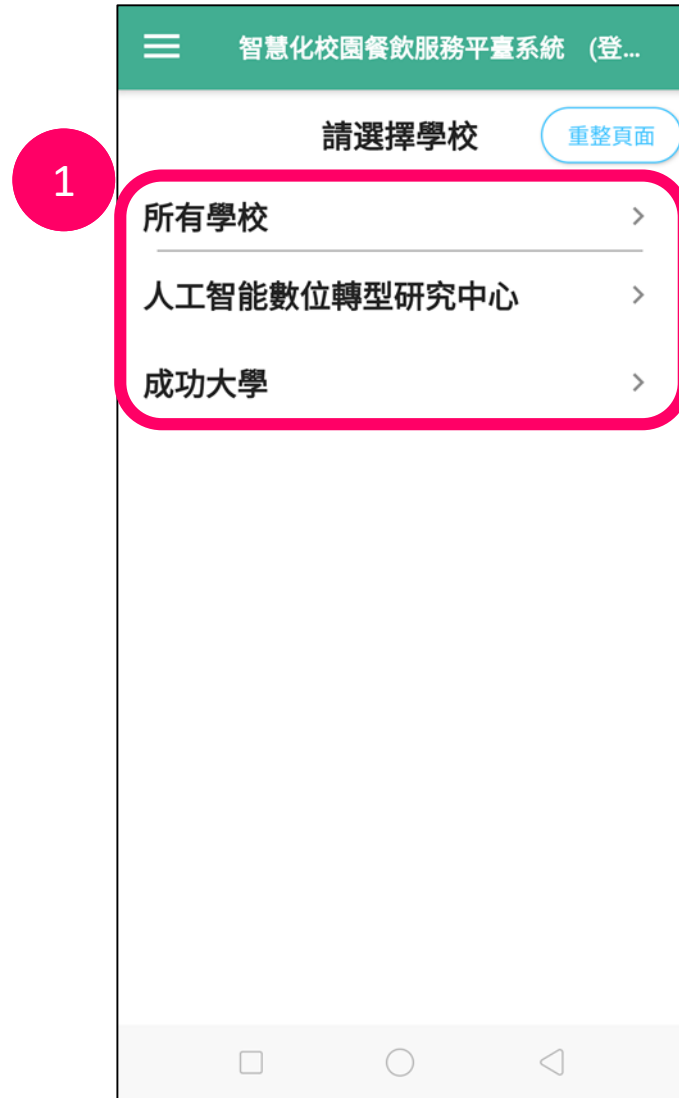 智慧化校園餐飲服務平臺系統 (登...
請選擇學校
重整頁面
1
所有學校
人工智能數位轉型研究中心
成功大學